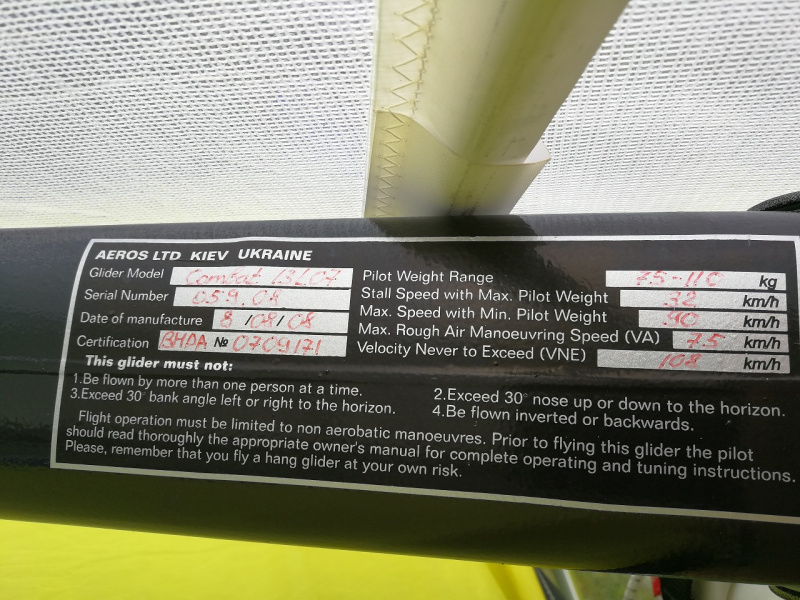 AEROS LTD KIEV UKRAINE
Glider Model Combat 13L07
Serial Number 059.08
Date of manufacture 8 /08/ 08
Certification BHPA № 0709171
Pilot Weight Range 75-110 kg
Stall Speed with Max. Pilot Weight 32 km/h
Max. Speed with Min. Pilot Weight 90 km/h
Max. Rough Air Manoeuvring Speed (VA) 75 km/h
Velocity Never to Exceed (VNE) 108 km/h
This glider must not:
1.Be flown by more than one person at a time.
2.Exceed 30° nose up or down to the horizon.
3.Exceed 30° bank angle left or right to the horizon.
4.Be flown inverted or backwards.
Flight operation must be limited to non aerobatic manoeuvres. Prior to flying this glider the pilot
should read thoroughly the appropriate owner's manual for complete operating and tuning instructions.
Please, remember that you fly a hang glider at your own risk.